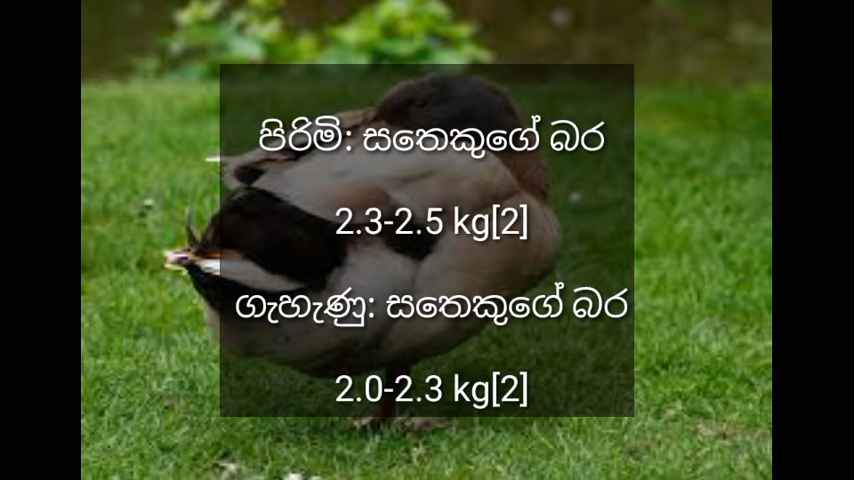 පිරිමි: සතෙකුගේ බර
2.3-2.5 kg[2]
ගැහැණු: සතෙකුගේ බර
2.0-2.3 kg[2]